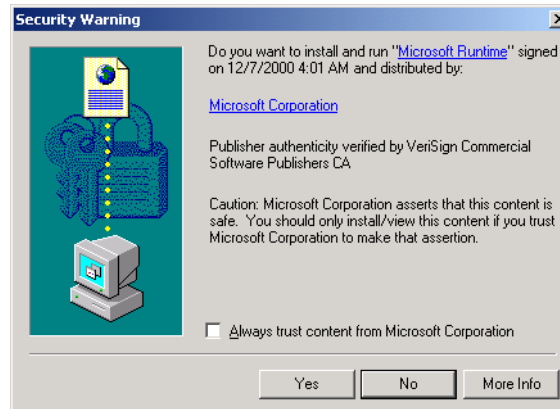 Security Warning
Do you want to install and run "Microsoft Runtime" signed
on 12/7/2000 4:01 AM and distributed by:
Microsoft Corporation
Publisher authenticity verified by VeriSign Commercial
Software Publishers CA
Caution: Microsoft Corporation asserts that this content is
safe. You should only install/view this content if you trust
Microsoft Corporation to make that assertion.
Always trust content from Microsoft Corporation
Yes No More Info